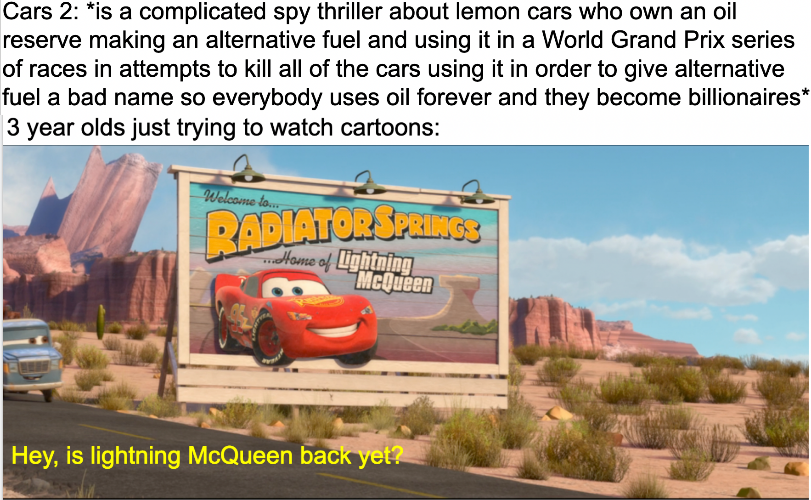 Cars 2: *is a complicated spy thriller about lemon cars who own an oil
reserve making an alternative fuel and using it in a World Grand Prix series
of races in attempts to kill all of the cars using it in order to give alternative
fuel a bad name so everybody uses oil forever and they become billionaires*
3 year olds just trying to watch cartoons:
Welcome to...
RADIATOR SPRINGS
...Home of Lightning
McQueen
Hey, is lightning McQueen back yet?